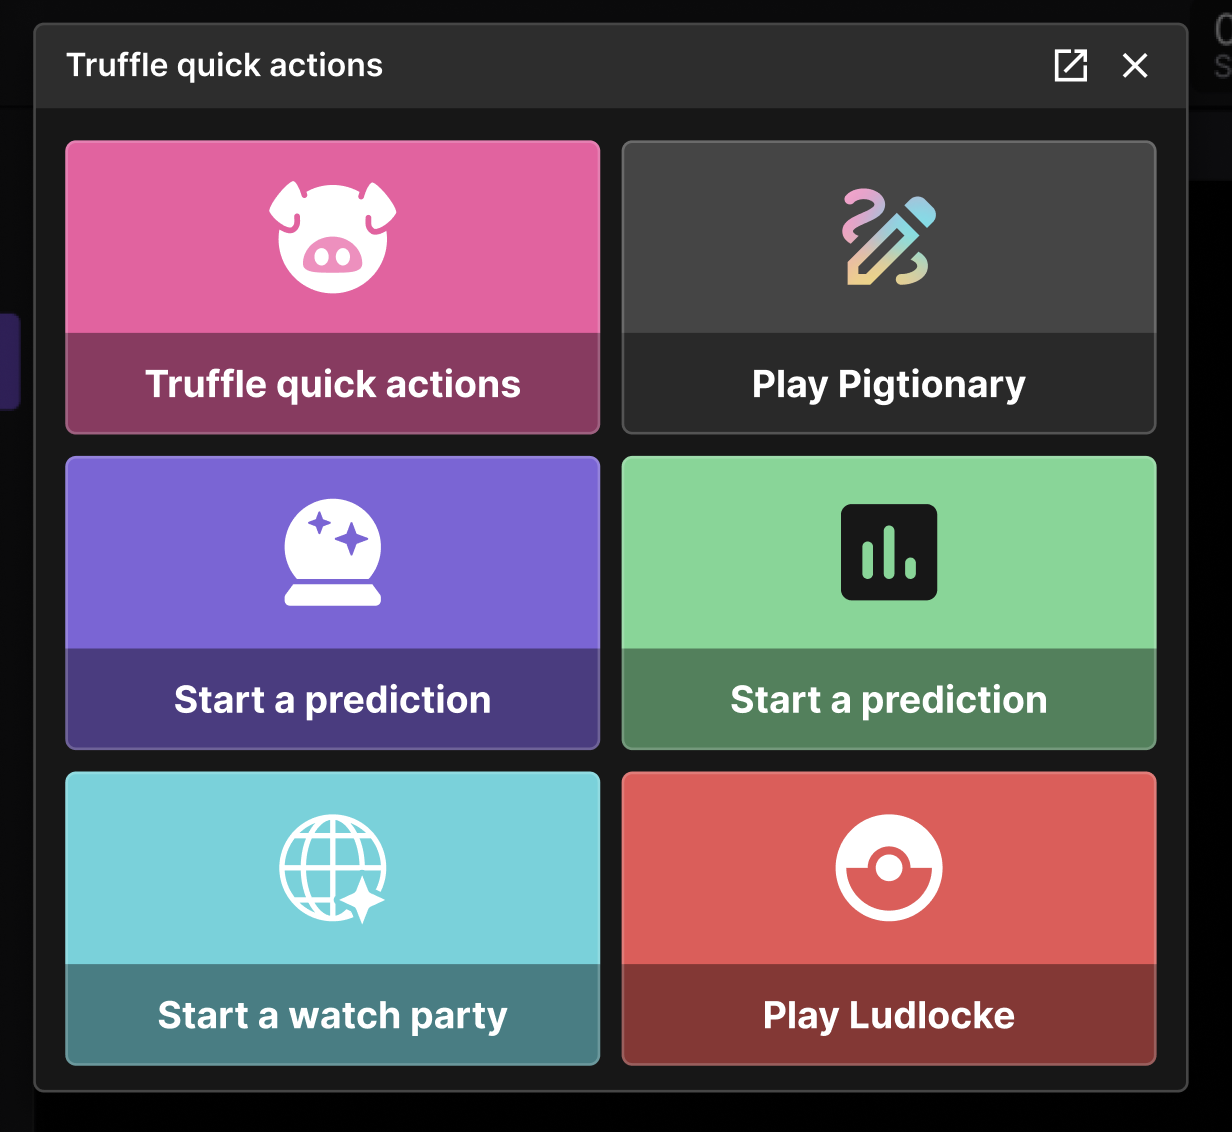 Truffle quick actions
Truffle quick actions
Play Pigtionary
Start a prediction
Start a prediction
Start a watch party
Play Ludlocke